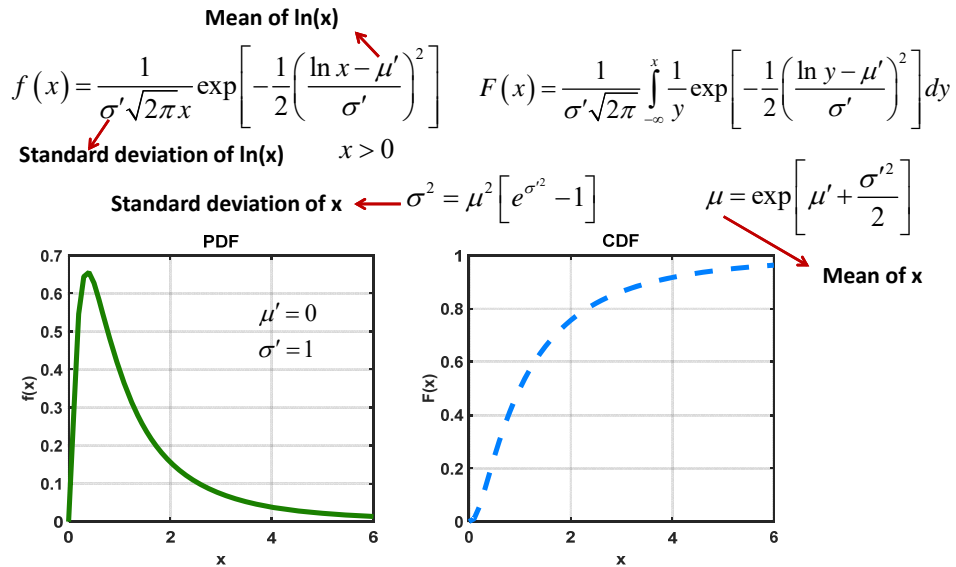 Mean of ln(x)
f(x) = 1/(σ′√(2π)x) exp[−1/2((ln x − μ′)/σ′)²]
F(x) = 1/(σ′√(2π)) ∫_{−∞}^{x} 1/y exp[−1/2((ln y − μ′)/σ′)²]dy
Standard deviation of ln(x)
x > 0
Standard deviation of x
σ² = μ²[e^{σ′²} − 1]
μ = exp[μ′ + σ′²/2]
Mean of x
PDF
0.7
0.6
0.5
0.4
0.3
0.2
0.1
0
f(x)
μ′ = 0
σ′ = 1
0 2 4 6
x
CDF
1
0.8
0.6
0.4
0.2
0
F(x)
0 2 4 6
x